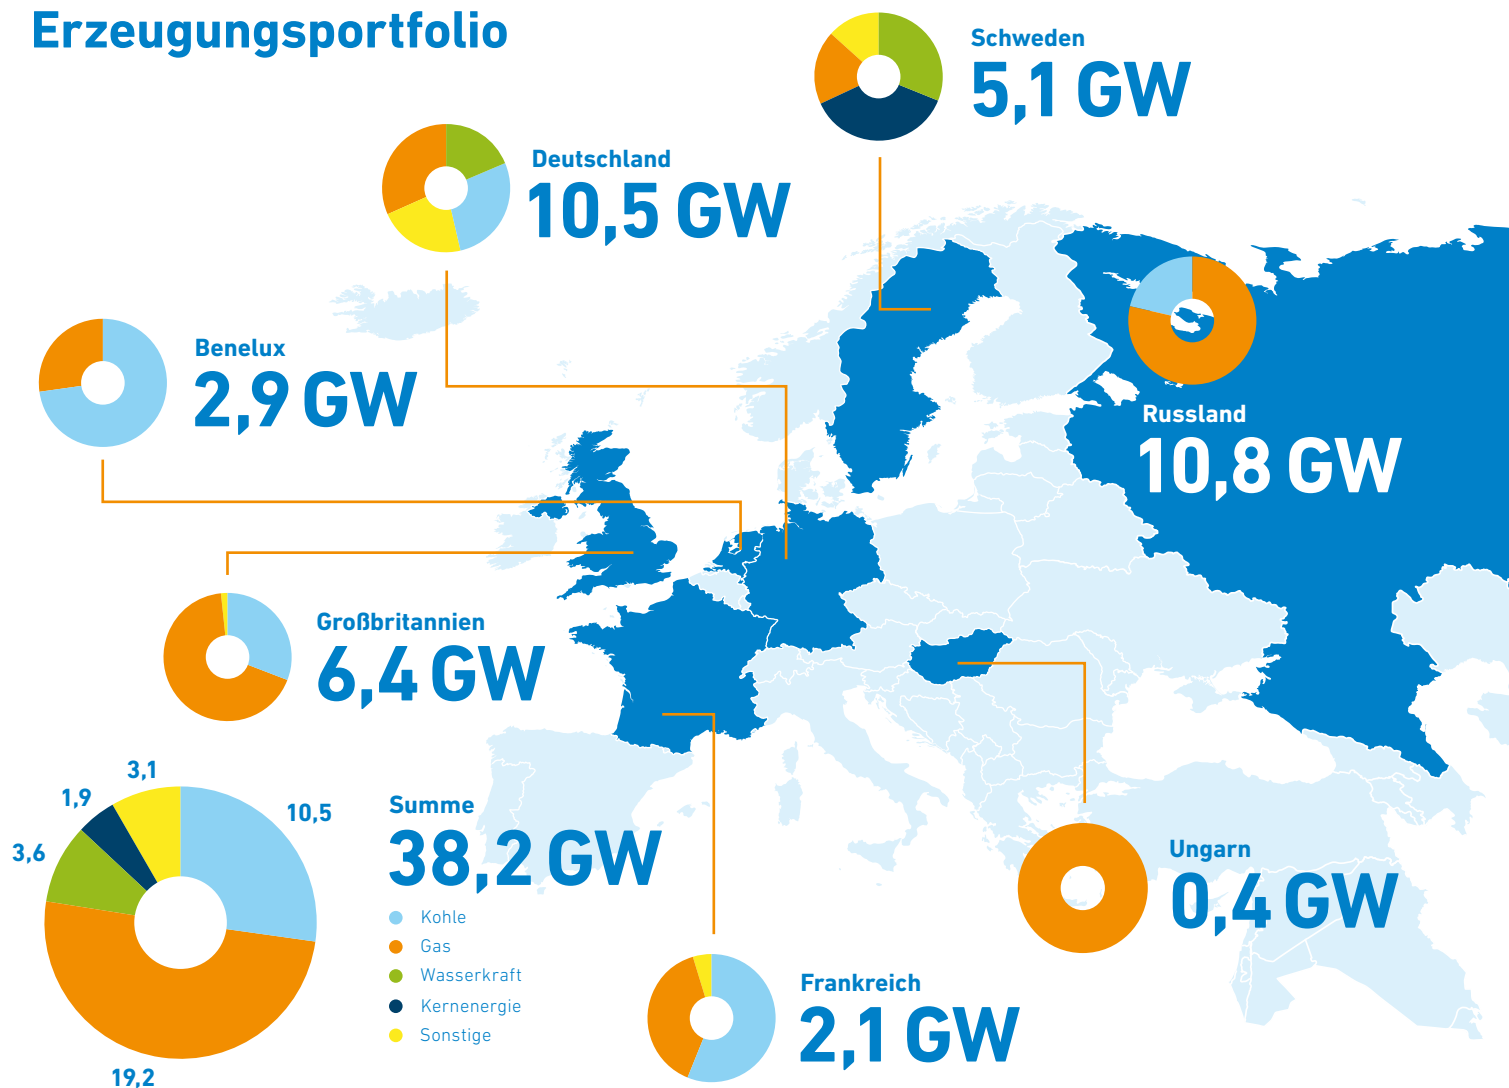 Erzeugungsportfolio
Schweden
5,1 GW
Deutschland
10,5 GW
Benelux
2,9 GW
Russland
10,8 GW
Großbritannien
6,4 GW
3,1
1,9
10,5
3,6
19,2
Summe
38,2 GW
Kohle
Gas
Wasserkraft
Kernenergie
Sonstige
Ungarn
0,4 GW
Frankreich
2,1 GW